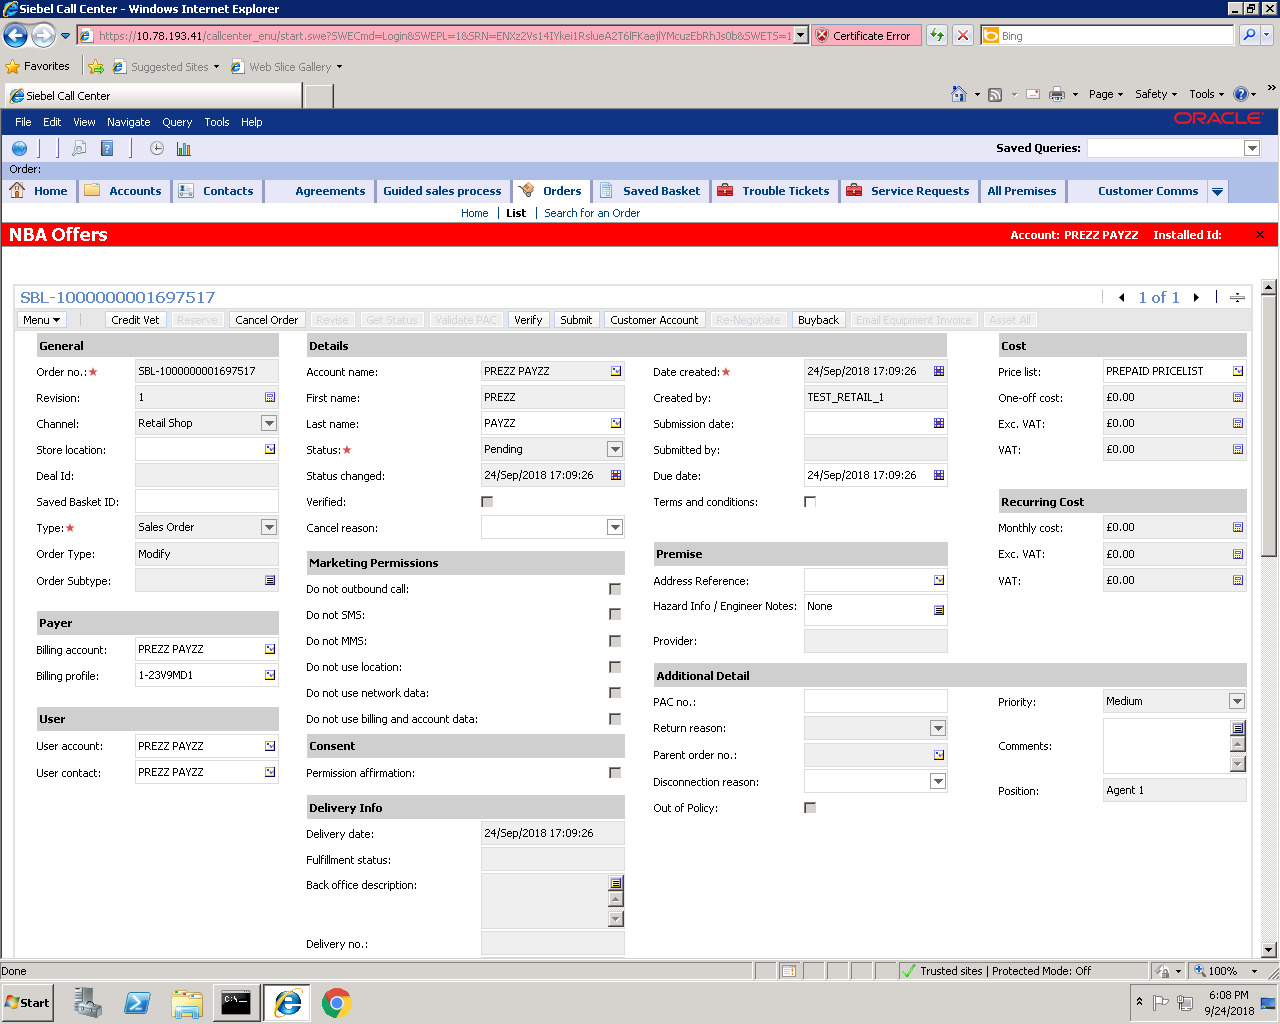 Siebel Call Center - Windows Internet Explorer
https://10.78.193.41/callcenter_enu/start.swe?SWECmd=Login&SWEPL=1&SRN=ENXz2Vs14IYkei1RslueA2T6lFKaejlYMcuzEbRhJs0b&SWETS=1
Certificate Error
Bing
Favorites
Suggested Sites
Web Slice Gallery
Siebel Call Center
Page
Safety
Tools
File Edit View Navigate Query Tools Help
ORACLE
Saved Queries:
Order:
Home
Accounts
Contacts
Agreements
Guided sales process
Orders
Saved Basket
Trouble Tickets
Service Requests
All Premises
Customer Comms
Home | List | Search for an Order
NBA Offers
Account: PREZZ PAYZZ Installed Id:
SBL-1000000001697517
1 of 1
Menu
Credit Vet
Reserve
Cancel Order
Revise
Get Status
Validate PAC
Verify
Submit
Customer Account
Re-Negotiate
Buyback
Email Equipment Invoice
Asset All
General
Order no.:★ SBL-1000000001697517
Revision: 1
Channel: Retail Shop
Store location:
Deal Id:
Saved Basket ID:
Type:★ Sales Order
Order Type: Modify
Order Subtype:
Payer
Billing account: PREZZ PAYZZ
Billing profile: 1-23V9MD1
User
User account: PREZZ PAYZZ
User contact: PREZZ PAYZZ
Details
Account name: PREZZ PAYZZ
First name: PREZZ
Last name: PAYZZ
Status:★ Pending
Status changed: 24/Sep/2018 17:09:26
Verified:
Cancel reason:
Marketing Permissions
Do not outbound call:
Do not SMS:
Do not MMS:
Do not use location:
Do not use network data:
Do not use billing and account data:
Consent
Permission affirmation:
Delivery Info
Delivery date: 24/Sep/2018 17:09:26
Fulfillment status:
Back office description:
Delivery no.:
Date created:★ 24/Sep/2018 17:09:26
Created by: TEST_RETAIL_1
Submission date:
Submitted by:
Due date: 24/Sep/2018 17:09:26
Terms and conditions:
Premise
Address Reference:
Hazard Info / Engineer Notes: None
Provider:
Additional Detail
PAC no.:
Return reason:
Parent order no.:
Disconnection reason:
Out of Policy:
Priority: Medium
Comments:
Position: Agent 1
Cost
Price list: PREPAID PRICELIST
One-off cost: £0.00
Exc. VAT: £0.00
VAT: £0.00
Recurring Cost
Monthly cost: £0.00
Exc. VAT: £0.00
VAT: £0.00
Done
Trusted sites | Protected Mode: Off
100%
Start
6:08 PM
9/24/2018